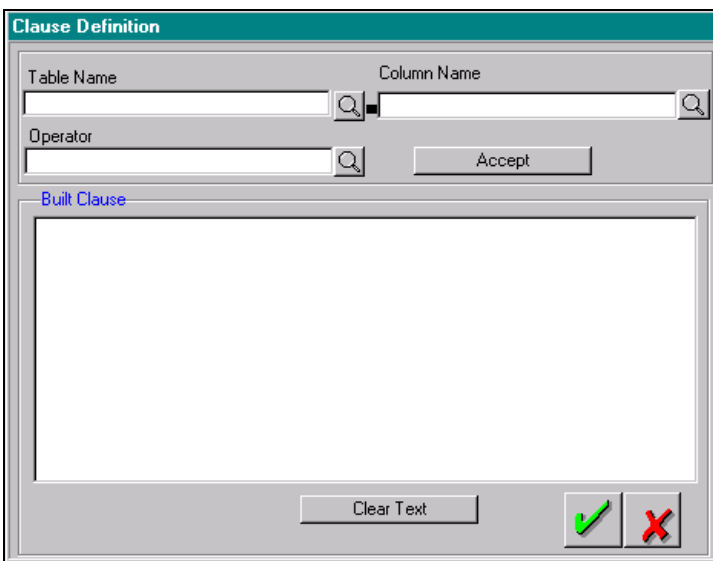 Clause Definition
Table Name
Column Name
Operator
Accept
Built Clause
Clear Text